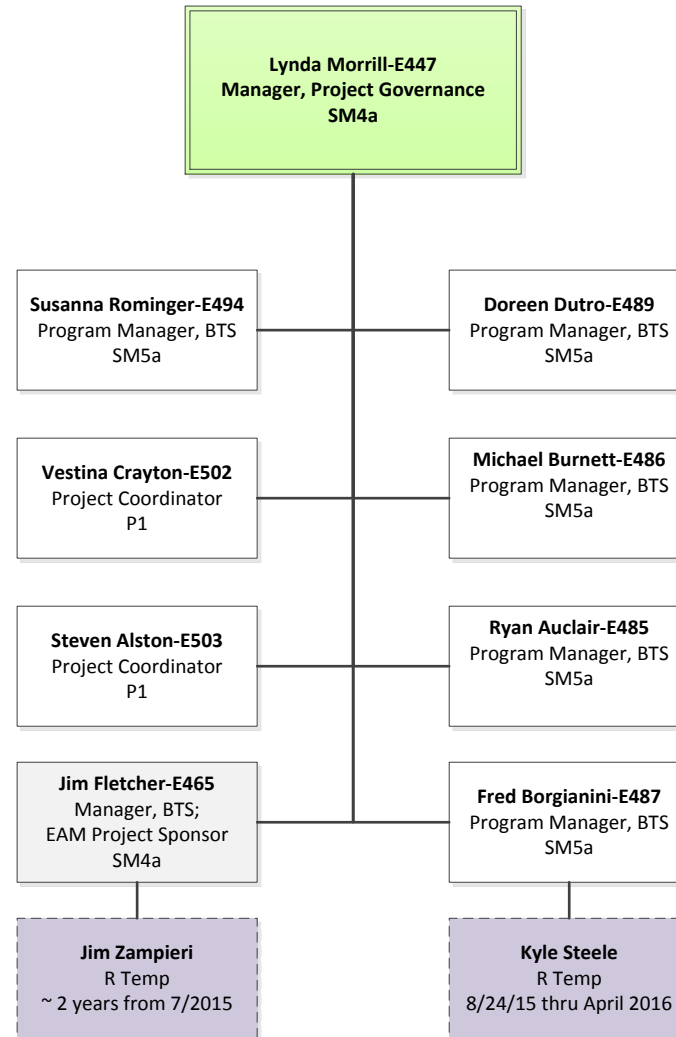 Lynda Morrill-E447
Manager, Project Governance
SM4a
Susanna Rominger-E494
Program Manager, BTS
SM5a
Doreen Dutro-E489
Program Manager, BTS
SM5a
Vestina Crayton-E502
Project Coordinator
P1
Michael Burnett-E486
Program Manager, BTS
SM5a
Steven Alston-E503
Project Coordinator
P1
Ryan Auclair-E485
Program Manager, BTS
SM5a
Jim Fletcher-E465
Manager, BTS;
EAM Project Sponsor
SM4a
Fred Borgianini-E487
Program Manager, BTS
SM5a
Jim Zampieri
R Temp
~ 2 years from 7/2015
Kyle Steele
R Temp
8/24/15 thru April 2016